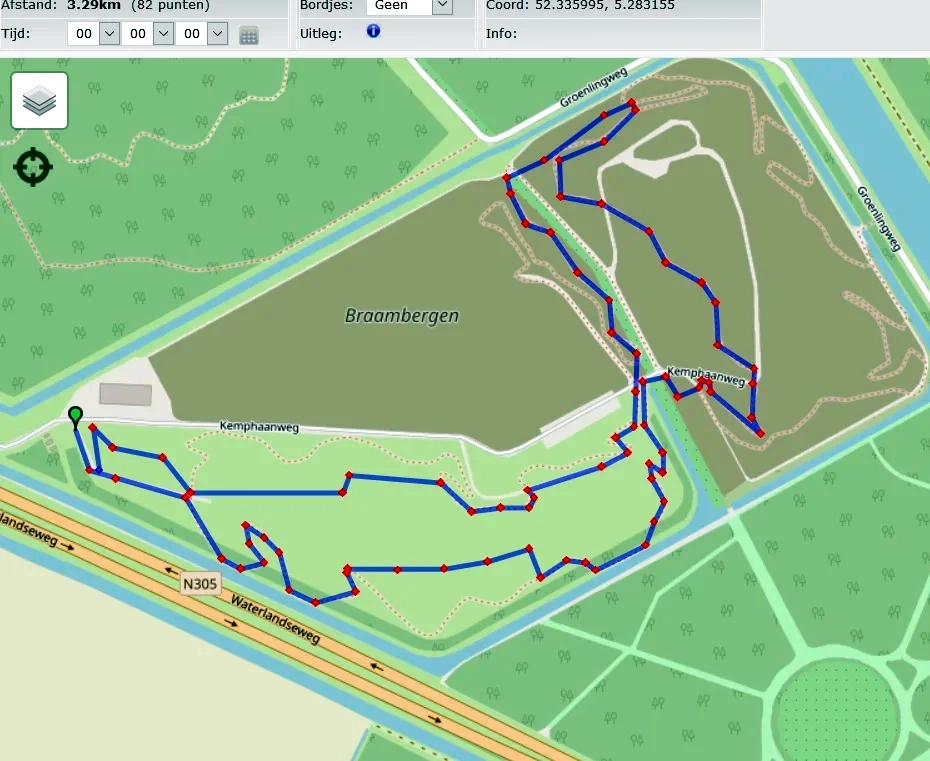 Afstand: 3.29km (82 punten)
Bordjes: Geen
Coord: 52.335995, 5.283155
Tijd: 00 00 00
Uitleg:
Info:
Groenlingweg
Groenlingweg
Braambergen
Kemphaanweg
Kemphaanweg
landseweg
N305
Waterlandseweg